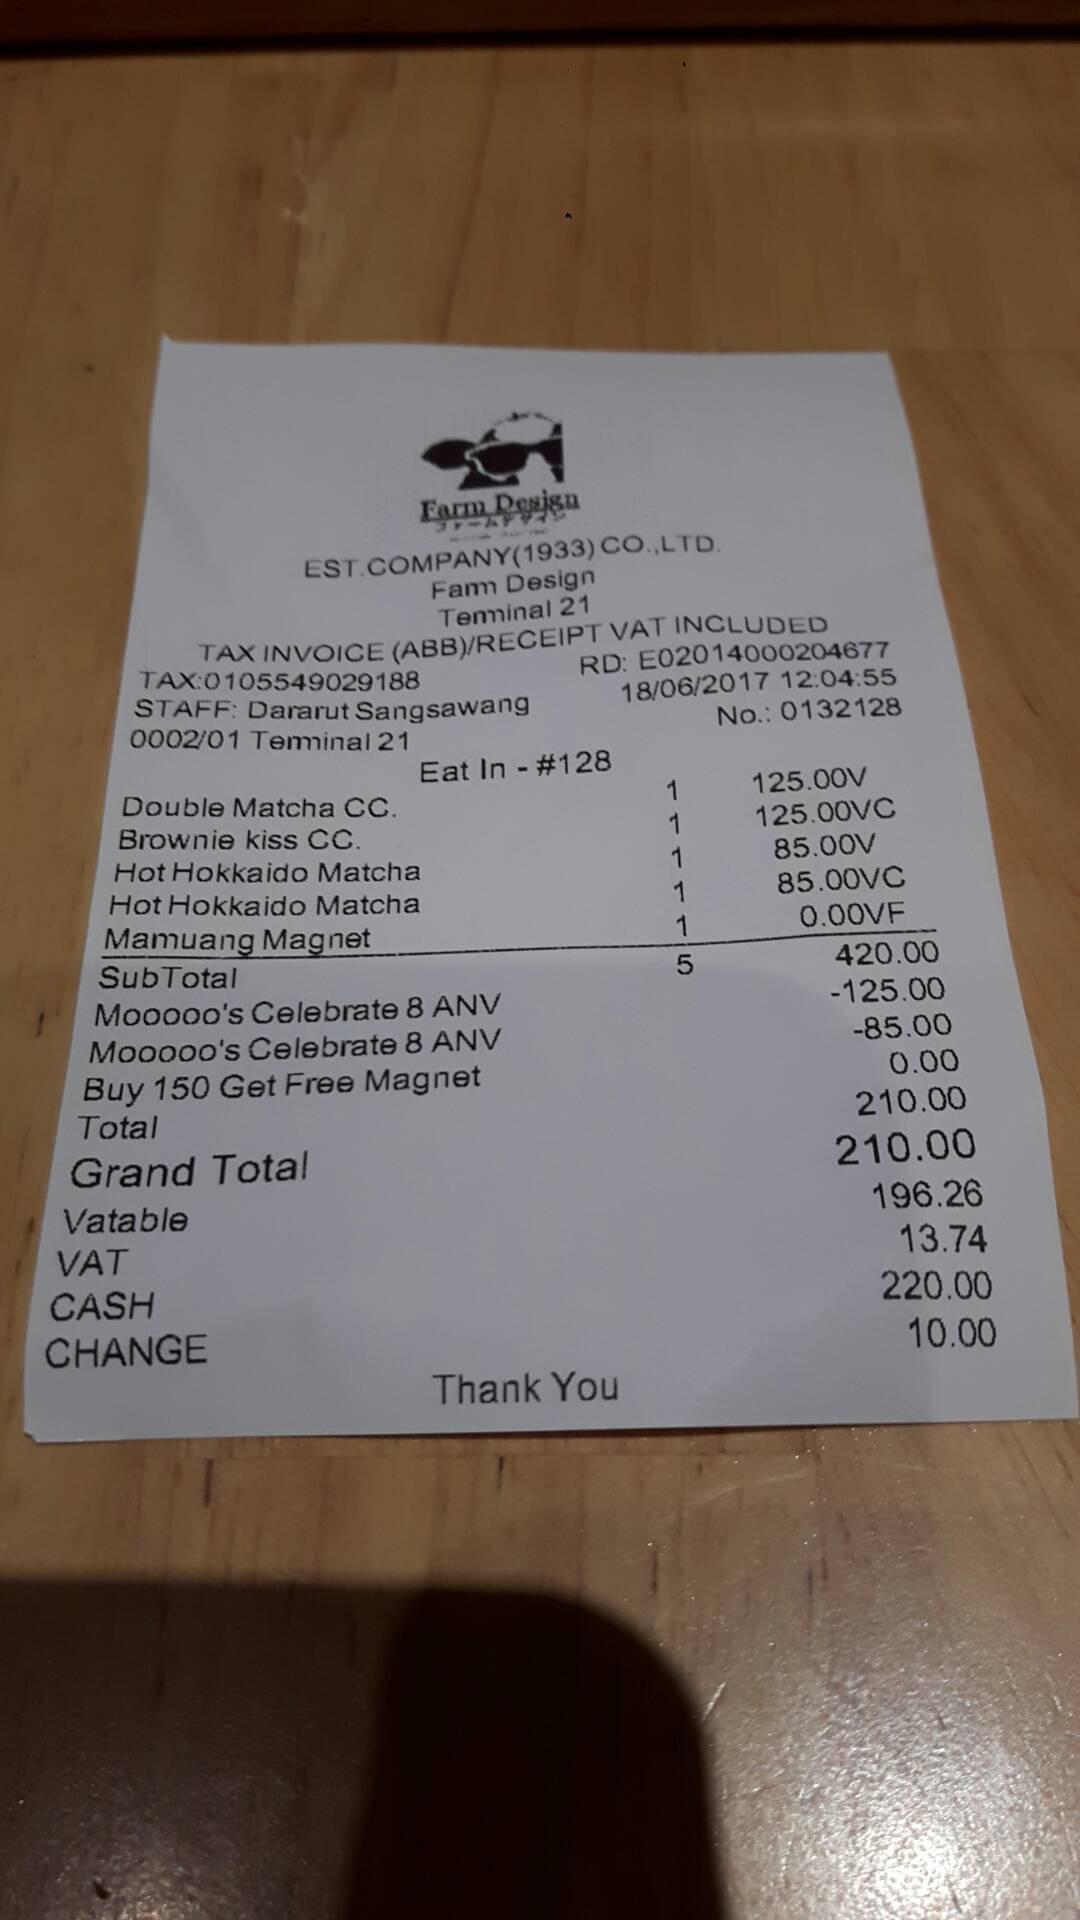 Farm Design
ファームデザイン
EST.COMPANY(1933) CO.,LTD.
Farm Design
Terminal 21
TAX INVOICE (ABB)/RECEIPT VAT INCLUDED
TAX:0105549029188 RD: E02014000204677
STAFF: Dararut Sangsawang 18/06/2017 12:04:55
0002/01 Terminal 21 No.: 0132128
Eat In - #128
Double Matcha CC. 1 125.00V
Brownie kiss CC. 1 125.00VC
Hot Hokkaido Matcha 1 85.00V
Hot Hokkaido Matcha 1 85.00VC
Mamuang Magnet 1 0.00VF
SubTotal 5 420.00
Mooooo's Celebrate 8 ANV -125.00
Mooooo's Celebrate 8 ANV -85.00
Buy 150 Get Free Magnet 0.00
Total 210.00
Grand Total 210.00
Vatable 196.26
VAT 13.74
CASH 220.00
CHANGE 10.00
Thank You